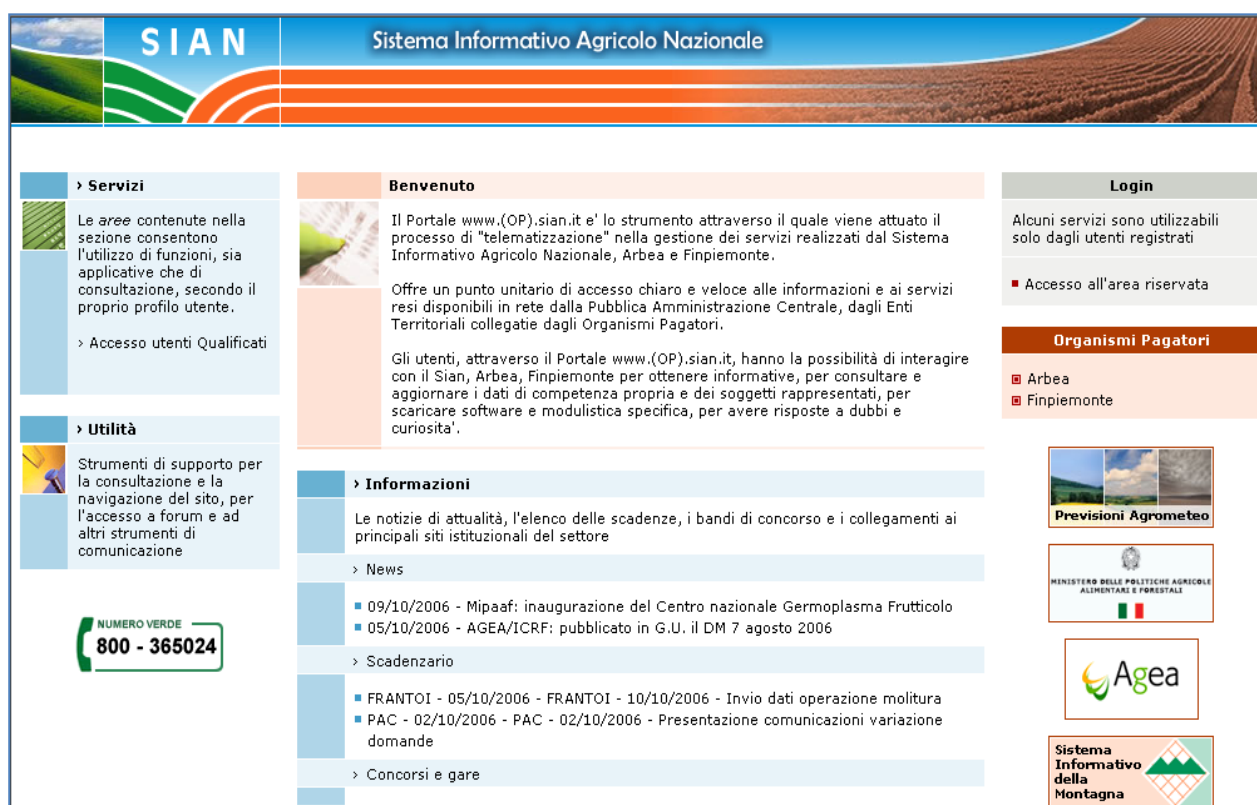 SIAN
Sistema Informativo Agricolo Nazionale
› Servizi
Le aree contenute nella
sezione consentono
l'utilizzo di funzioni, sia
applicative che di
consultazione, secondo il
proprio profilo utente.
› Accesso utenti Qualificati
› Utilità
Strumenti di supporto per
la consultazione e la
navigazione del sito, per
l'accesso a forum e ad
altri strumenti di
comunicazione
NUMERO VERDE
800 - 365024
Benvenuto
Il Portale www.(OP).sian.it e' lo strumento attraverso il quale viene attuato il
processo di "telematizzazione" nella gestione dei servizi realizzati dal Sistema
Informativo Agricolo Nazionale, Arbea e Finpiemonte.
Offre un punto unitario di accesso chiaro e veloce alle informazioni e ai servizi
resi disponibili in rete dalla Pubblica Amministrazione Centrale, dagli Enti
Territoriali collegatie dagli Organismi Pagatori.
Gli utenti, attraverso il Portale www.(OP).sian.it, hanno la possibilità di interagire
con il Sian, Arbea, Finpiemonte per ottenere informative, per consultare e
aggiornare i dati di competenza propria e dei soggetti rappresentati, per
scaricare software e modulistica specifica, per avere risposte a dubbi e
curiosita'.
› Informazioni
Le notizie di attualità, l'elenco delle scadenze, i bandi di concorso e i collegamenti ai
principali siti istituzionali del settore
› News
09/10/2006 - Mipaaf: inaugurazione del Centro nazionale Germoplasma Frutticolo
05/10/2006 - AGEA/ICRF: pubblicato in G.U. il DM 7 agosto 2006
› Scadenzario
FRANTOI - 05/10/2006 - FRANTOI - 10/10/2006 - Invio dati operazione molitura
PAC - 02/10/2006 - PAC - 02/10/2006 - Presentazione comunicazioni variazione
domande
› Concorsi e gare
Login
Alcuni servizi sono utilizzabili
solo dagli utenti registrati
Accesso all'area riservata
Organismi Pagatori
Arbea
Finpiemonte
Previsioni Agrometeo
MINISTERO DELLE POLITICHE AGRICOLE
ALIMENTARI E FORESTALI
Agea
Sistema
Informativo
della
Montagna